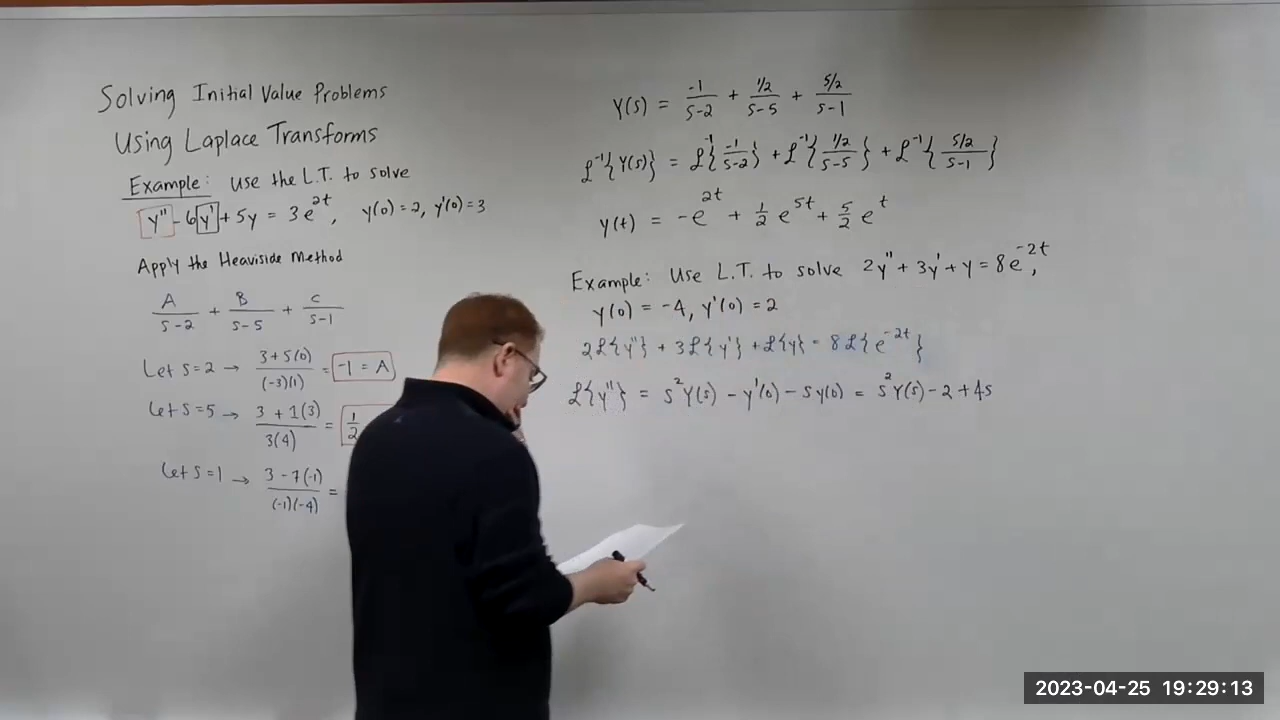 Solving Initial Value Problems
Using Laplace Transforms
Example: Use the L.T. to solve
y'' - 6y' + 5y = 3e^{2t}, y(0) = 2, y'(0) = 3
Apply the Heaviside Method
A/(s-2) + B/(s-5) + C/(s-1)
Let s=2 → (3+5(0))/((-3)(1)) = -1 = A
Let s=5 → (3+1(3))/(3(4)) = 1/2
Let s=1 → (3-7(-1))/((-1)(-4)) =
Y(s) = -1/(s-2) + (1/2)/(s-5) + (5/2)/(s-1)
ℒ^{-1}{Y(s)} = ℒ^{-1}{-1/(s-2)} + ℒ^{-1}{(1/2)/(s-5)} + ℒ^{-1}{(5/2)/(s-1)}
y(t) = -e^{2t} + 1/2 e^{5t} + 5/2 e^{t}
Example: Use L.T. to solve 2y'' + 3y' + y = 8e^{-2t},
y(0) = -4, y'(0) = 2
2ℒ{y''} + 3ℒ{y'} + ℒ{y} = 8ℒ{e^{-2t}}
ℒ{y''} = s^2Y(s) - y'(0) - sy(0) = s^2Y(s) - 2 + 4s
2023-04-25 19:29:13